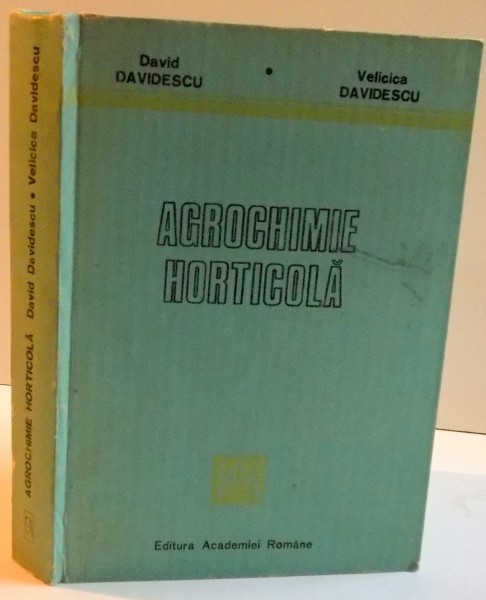 David
DAVIDESCU
•
Velicica
DAVIDESCU
AGROCHIMIE
HORTICOLĂ
Editura Academiei Române
AGROCHIMIE HORTICOLĂ David Davidescu • Velicica Davidescu